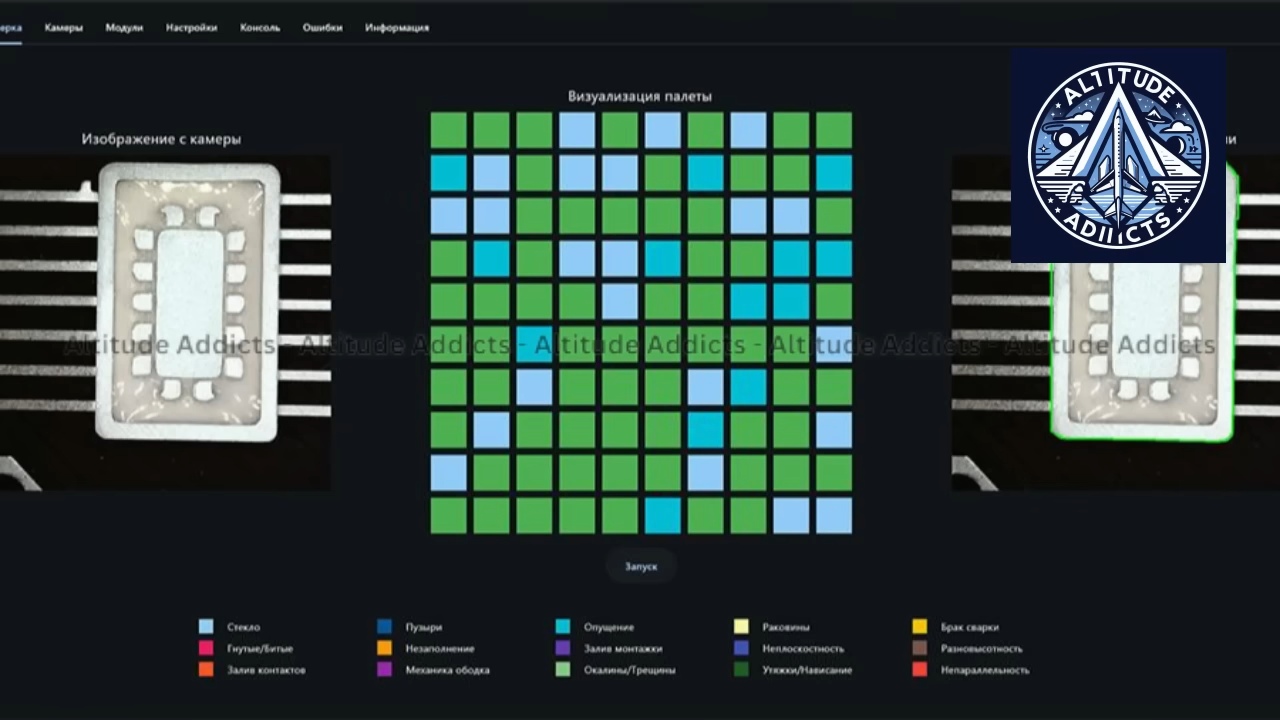 ерка Камеры Модули Настройки Консоль Ошибки Информация
Визуализация палеты
Изображение с камеры
ALTITUDE
ADDICTS
Altitude Addicts - Altitude Addicts - Altitude Addicts - Altitude Addicts - Altitude Addicts
Запуск
Стекло Пузыри Опущение Раковины Брак сварки
Гнутые/Битые Незаполнение Залив монтажки Неплоскостность Разновысотность
Залив контактов Механика ободка Окалины/Трещины Утяжки/Нависание Непараллельность